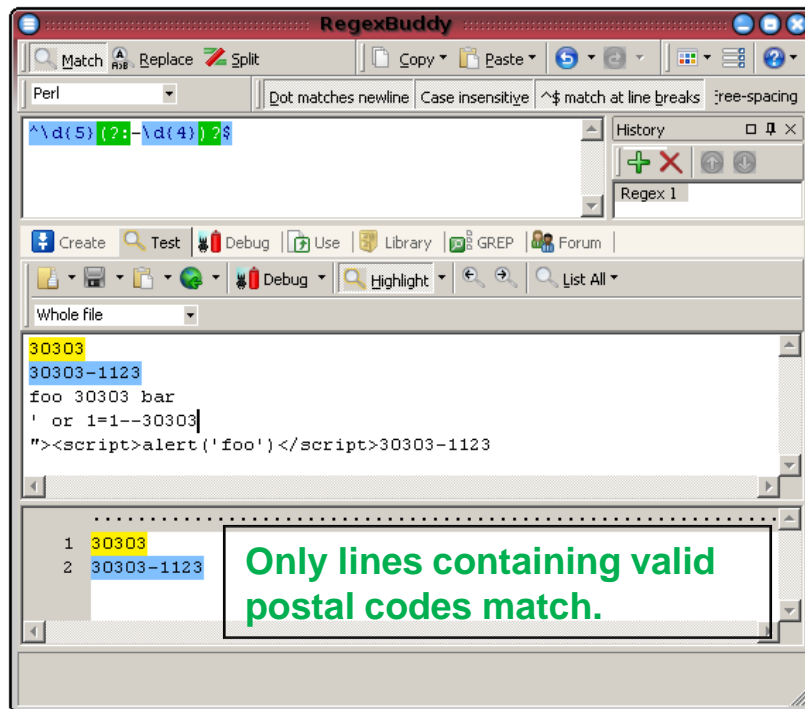 RegexBuddy
Match Replace Split Copy Paste
Perl Dot matches newline Case insensitive ^$ match at line breaks Free-spacing
^\d{5}(?:-\d{4})?$
History
Regex 1
Create Test Debug Use Library GREP Forum
Debug Highlight List All
Whole file
30303
30303-1123
foo 30303 bar
' or 1=1--30303
"><script>alert('foo')</script>30303-1123
1 30303
2 30303-1123
Only lines containing valid
postal codes match.